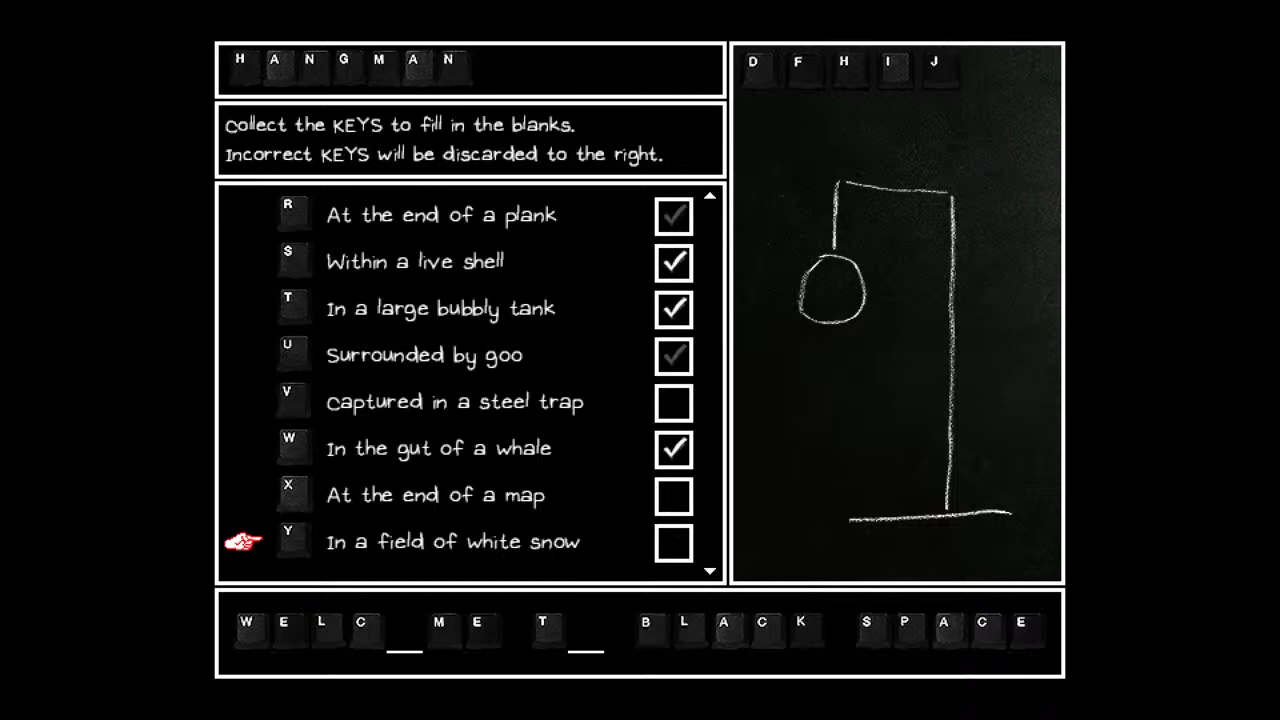 H A N G M A N
D F H I J
Collect the KEYS to fill in the blanks.
Incorrect KEYS will be discarded to the right.
R At the end of a plank
S Within a live shell
T In a large bubbly tank
U Surrounded by goo
V Captured in a steel trap
W In the gut of a whale
X At the end of a map
Y In a field of white snow
W E L C _ M E T _ B L A C K S P A C E